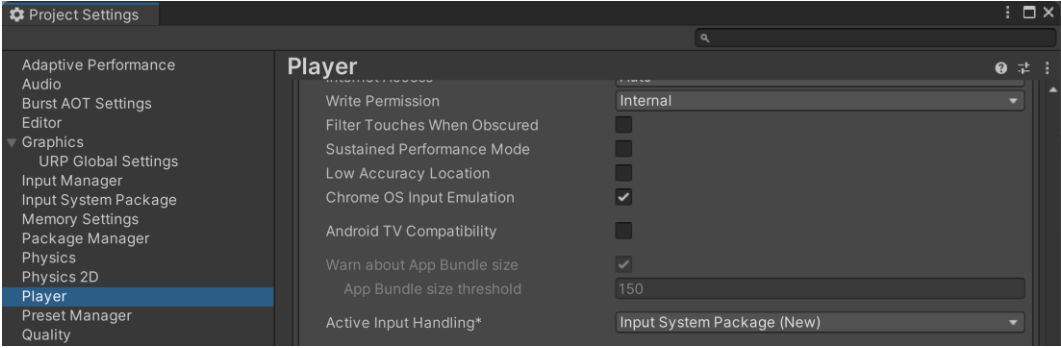 Project Settings
Adaptive Performance
Audio
Burst AOT Settings
Editor
Graphics
URP Global Settings
Input Manager
Input System Package
Memory Settings
Package Manager
Physics
Physics 2D
Player
Preset Manager
Quality
Player
Internet Access Auto
Write Permission Internal
Filter Touches When Obscured
Sustained Performance Mode
Low Accuracy Location
Chrome OS Input Emulation
Android TV Compatibility
Warn about App Bundle size
App Bundle size threshold 150
Active Input Handling* Input System Package (New)